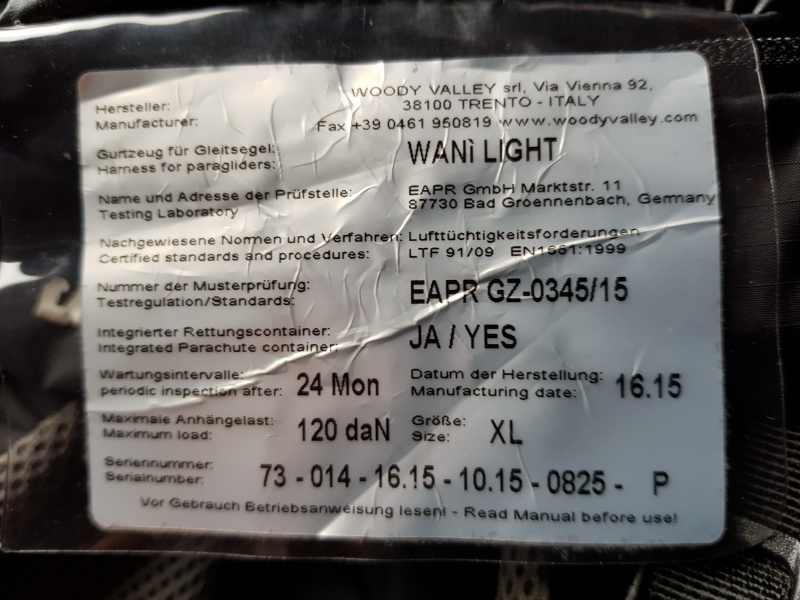 WOODY VALLEY srl, Via Vienna 92,
Hersteller: 38100 TRENTO - ITALY
Manufacturer: Fax +39 0461 950819 www.woodyvalley.com
Gurtzeug für Gleitsegel: WANì LIGHT
Harness for paragliders:
Name und Adresse der Prüfstelle: EAPR GmbH Marktstr. 11
Testing Laboratory 87730 Bad Groennenbach, Germany
Nachgewiesene Normen und Verfahren: Lufttüchtigkeitsforderungen
Certified standards and procedures: LTF 91/09 EN1651:1999
Nummer der Musterprüfung: EAPR GZ-0345/15
Testregulation/Standards:
Integrierter Rettungscontainer: JA / YES
Integrated Parachute container:
Wartungsintervalle: 24 Mon Datum der Herstellung: 16.15
periodic inspection after: Manufacturing date:
Maximale Anhängelast: 120 daN Größe: XL
Maximum load: Size:
Seriennummer: 73 - 014 - 16.15 - 10.15 - 0825 - P
Serialnumber:
Vor Gebrauch Betriebsanweisung lesen! - Read Manual before use!